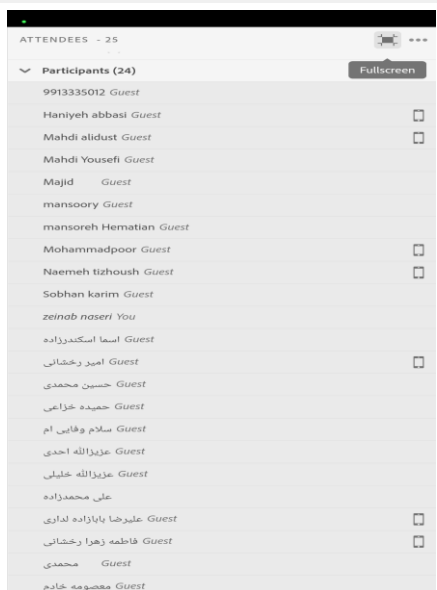 ATTENDEES - 25
Fullscreen
Participants (24)
9913335012 Guest
Haniyeh abbasi Guest
Mahdi alidust Guest
Mahdi Yousefi Guest
Majid Guest
mansoory Guest
mansoreh Hematian Guest
Mohammadpoor Guest
Naemeh tizhoush Guest
Sobhan karim Guest
zeinab naseri You
اسما اسکندرزاده Guest
امیر رخشانی Guest
حسین محمدی Guest
حمیده خزاعی Guest
سلام وفایی ام Guest
عزیزالله احدی Guest
عزیزالله خلیلی Guest
علی محمدزاده
علیرضا بابازاده لداری Guest
فاطمه زهرا رخشانی Guest
محمدی Guest
معصومه خادم Guest